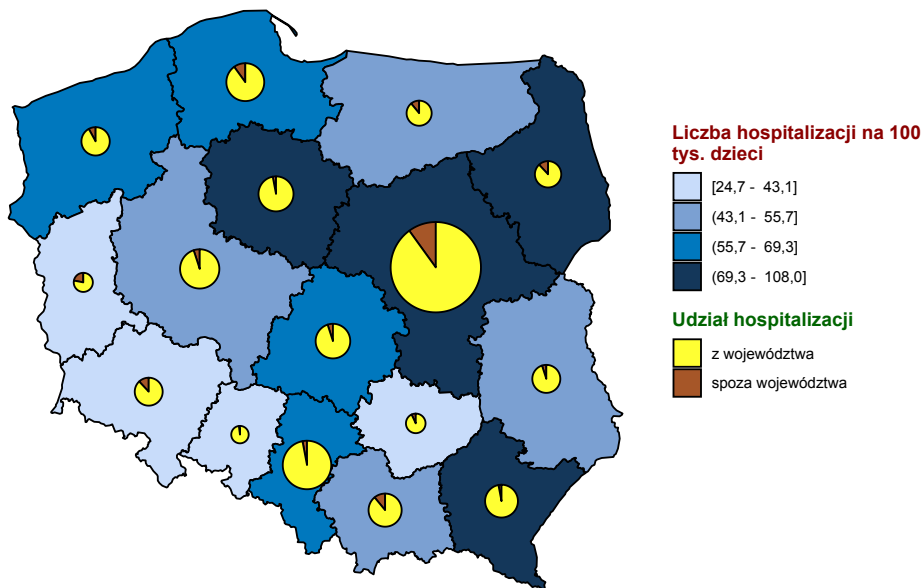 Liczba hospitalizacji na 100
tys. dzieci
[24,7 - 43,1]
(43,1 - 55,7]
(55,7 - 69,3]
(69,3 - 108,0]
Udział hospitalizacji
z województwa
spoza województwa